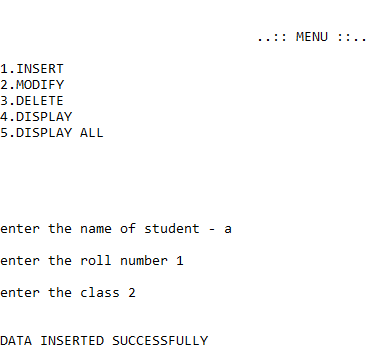 ..:: MENU ::..
1.INSERT
2.MODIFY
3.DELETE
4.DISPLAY
5.DISPLAY ALL
enter the name of student - a
enter the roll number 1
enter the class 2
DATA INSERTED SUCCESSFULLY